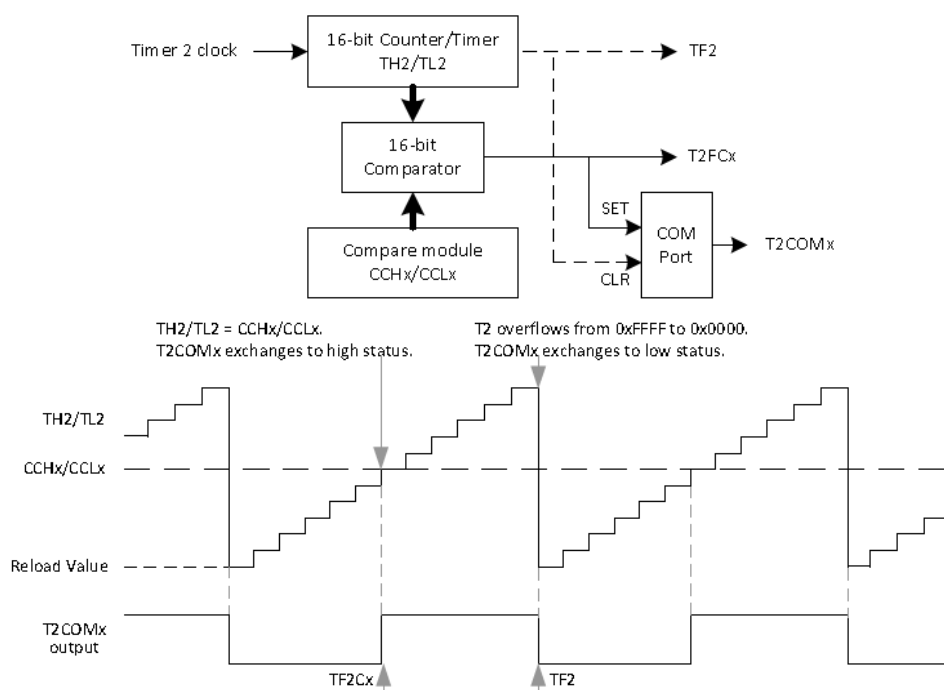 Timer 2 clock
16-bit Counter/Timer
TH2/TL2
TF2
16-bit
Comparator
T2FCx
SET
COM
Port
T2COMx
Compare module
CCHx/CCLx
CLR
TH2/TL2 = CCHx/CCLx.
T2COMx exchanges to high status.
T2 overflows from 0xFFFF to 0x0000.
T2COMx exchanges to low status.
TH2/TL2
CCHx/CCLx
Reload Value
T2COMx
output
TF2Cx
TF2